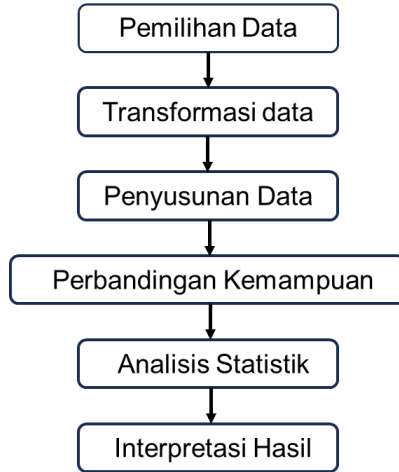 Pemilihan Data
Transformasi data
Penyusunan Data
Perbandingan Kemampuan
Analisis Statistik
Interpretasi Hasil